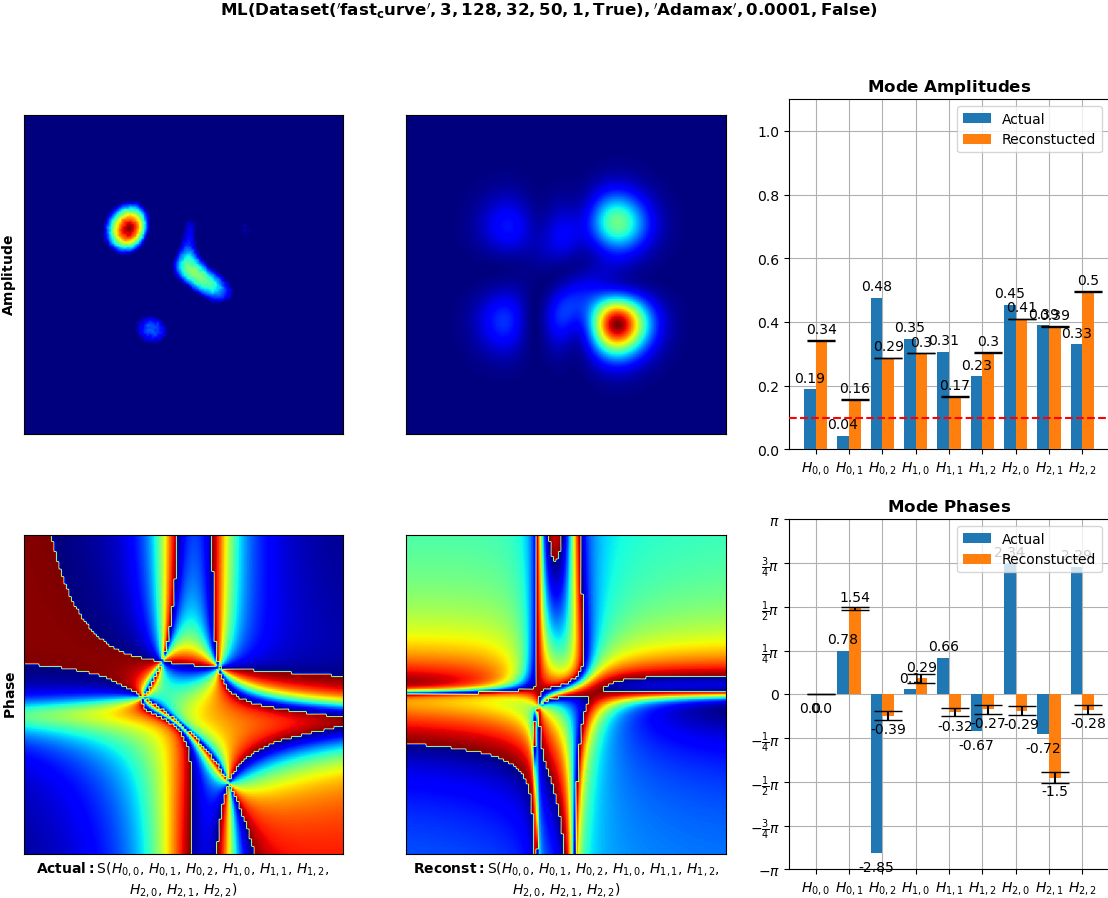 ML(Dataset('fast_curve', 3, 128, 32, 50, 1, True), 'Adamax', 0.0001, False)
Mode Amplitudes
Amplitude
Actual
Reconstucted
1.0
0.8
0.6
0.4
0.2
0.0
0.19 0.04 0.48 0.35 0.31 0.23 0.45 0.39 0.33
0.34 0.16 0.29 0.3 0.17 0.3 0.41 0.39 0.5
H0,0 H0,1 H0,2 H1,0 H1,1 H1,2 H2,0 H2,1 H2,2
Mode Phases
Phase
Actual
Reconstucted
π
3/4π
1/2π
1/4π
0
−1/4π
−1/2π
−3/4π
−π
0.0 0.78 -2.85 0.66 -0.67 2.34 -0.72
0.0 1.54 -0.39 0.29 -0.32 -0.27 -0.29 -1.5 -0.28
H0,0 H0,1 H0,2 H1,0 H1,1 H1,2 H2,0 H2,1 H2,2
Actual: S(H0,0, H0,1, H0,2, H1,0, H1,1, H1,2,
H2,0, H2,1, H2,2)
Reconst: S(H0,0, H0,1, H0,2, H1,0, H1,1, H1,2,
H2,0, H2,1, H2,2)